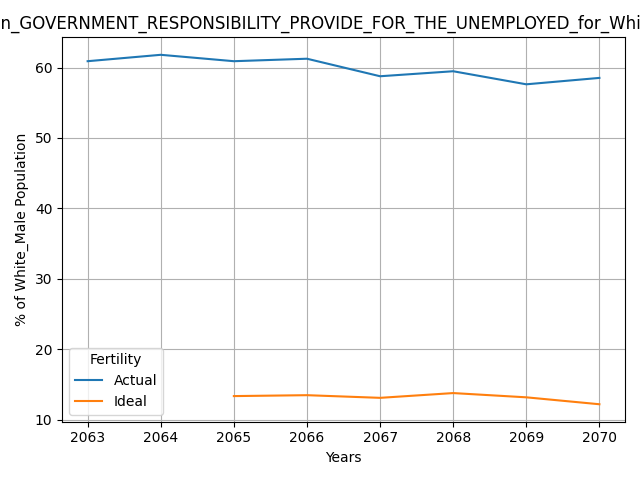 n_GOVERNMENT_RESPONSIBILITY_PROVIDE_FOR_THE_UNEMPLOYED_for_Whi
60
50
40
30
20
10
% of White_Male Population
Fertility
Actual
Ideal
2063 2064 2065 2066 2067 2068 2069 2070
Years